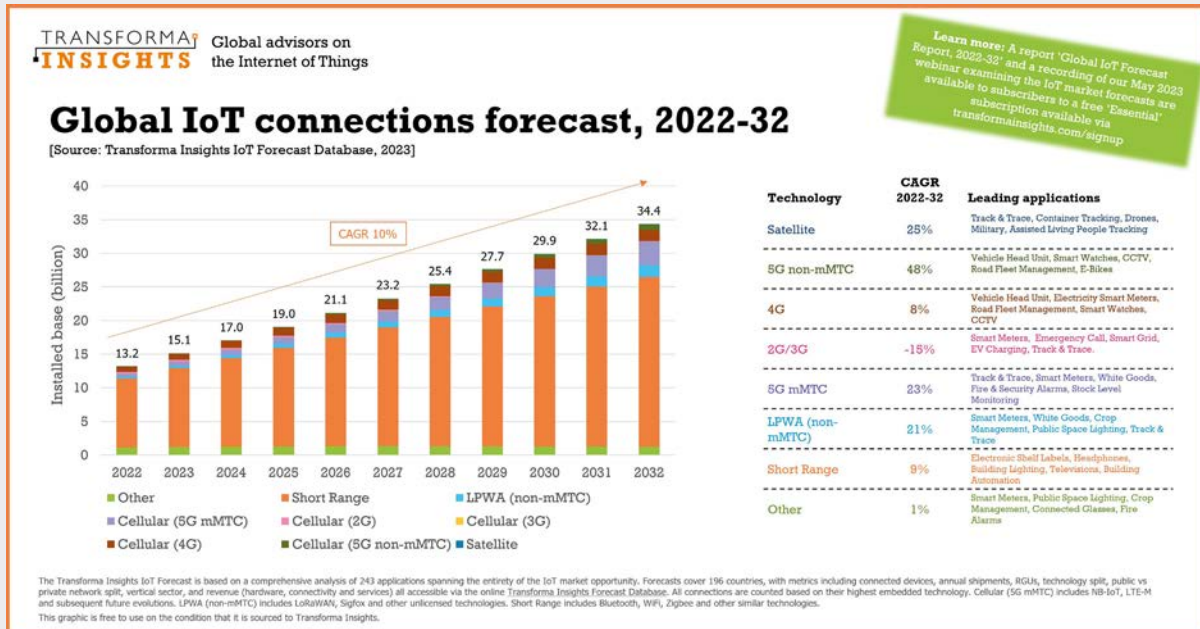 TRANSFORMA
INSIGHTS
Global advisors on
the Internet of Things
Learn more: A report 'Global IoT Forecast
Report, 2022-32' and a recording of our May 2023
webinar examining the IoT market forecasts are
available to subscribers to a free 'Essential'
subscription available via
transformainsights.com/signup
Global IoT connections forecast, 2022-32
[Source: Transforma Insights IoT Forecast Database, 2023]
Installed base (billion)
40
35
30
25
20
15
10
5
0
CAGR 10%
13.2
15.1
17.0
19.0
21.1
23.2
25.4
27.7
29.9
32.1
34.4
2022 2023 2024 2025 2026 2027 2028 2029 2030 2031 2032
Other Short Range LPWA (non-mMTC)
Cellular (5G mMTC) Cellular (2G) Cellular (3G)
Cellular (4G) Cellular (5G non-mMTC) Satellite
Technology
CAGR
2022-32
Leading applications
Satellite
25%
Track & Trace, Container Tracking, Drones,
Military, Assisted Living People Tracking
5G non-mMTC
48%
Vehicle Head Unit, Smart Watches, CCTV,
Road Fleet Management, E-Bikes
4G
8%
Vehicle Head Unit, Electricity Smart Meters,
Road Fleet Management, Smart Watches,
CCTV
2G/3G
-15%
Smart Meters, Emergency Call, Smart Grid,
EV Charging, Track & Trace.
5G mMTC
23%
Track & Trace, Smart Meters, White Goods,
Fire & Security Alarms, Stock Level
Monitoring
LPWA (non-
mMTC)
21%
Smart Meters, White Goods, Crop
Management, Public Space Lighting, Track &
Trace
Short Range
9%
Electronic Shelf Labels, Headphones,
Building Lighting, Televisions, Building
Automation
Other
1%
Smart Meters, Public Space Lighting, Crop
Management, Connected Glasses, Fire
Alarms
The Transforma Insights IoT Forecast is based on a comprehensive analysis of 243 applications spanning the entirety of the IoT market opportunity. Forecasts cover 196 countries, with metrics including connected devices, annual shipments, RGUs, technology split, public vs
private network split, vertical sector, and revenue (hardware, connectivity and services) all accessible via the online Transforma Insights Forecast Database. All connections are counted based on their highest embedded technology. Cellular (5G mMTC) includes NB-IoT, LTE-M
and subsequent future evolutions. LPWA (non-mMTC) includes LoRaWAN, Sigfox and other unlicensed technologies. Short Range includes Bluetooth, WiFi, Zigbee and other similar technologies.
This graphic is free to use on the condition that it is sourced to Transforma Insights.